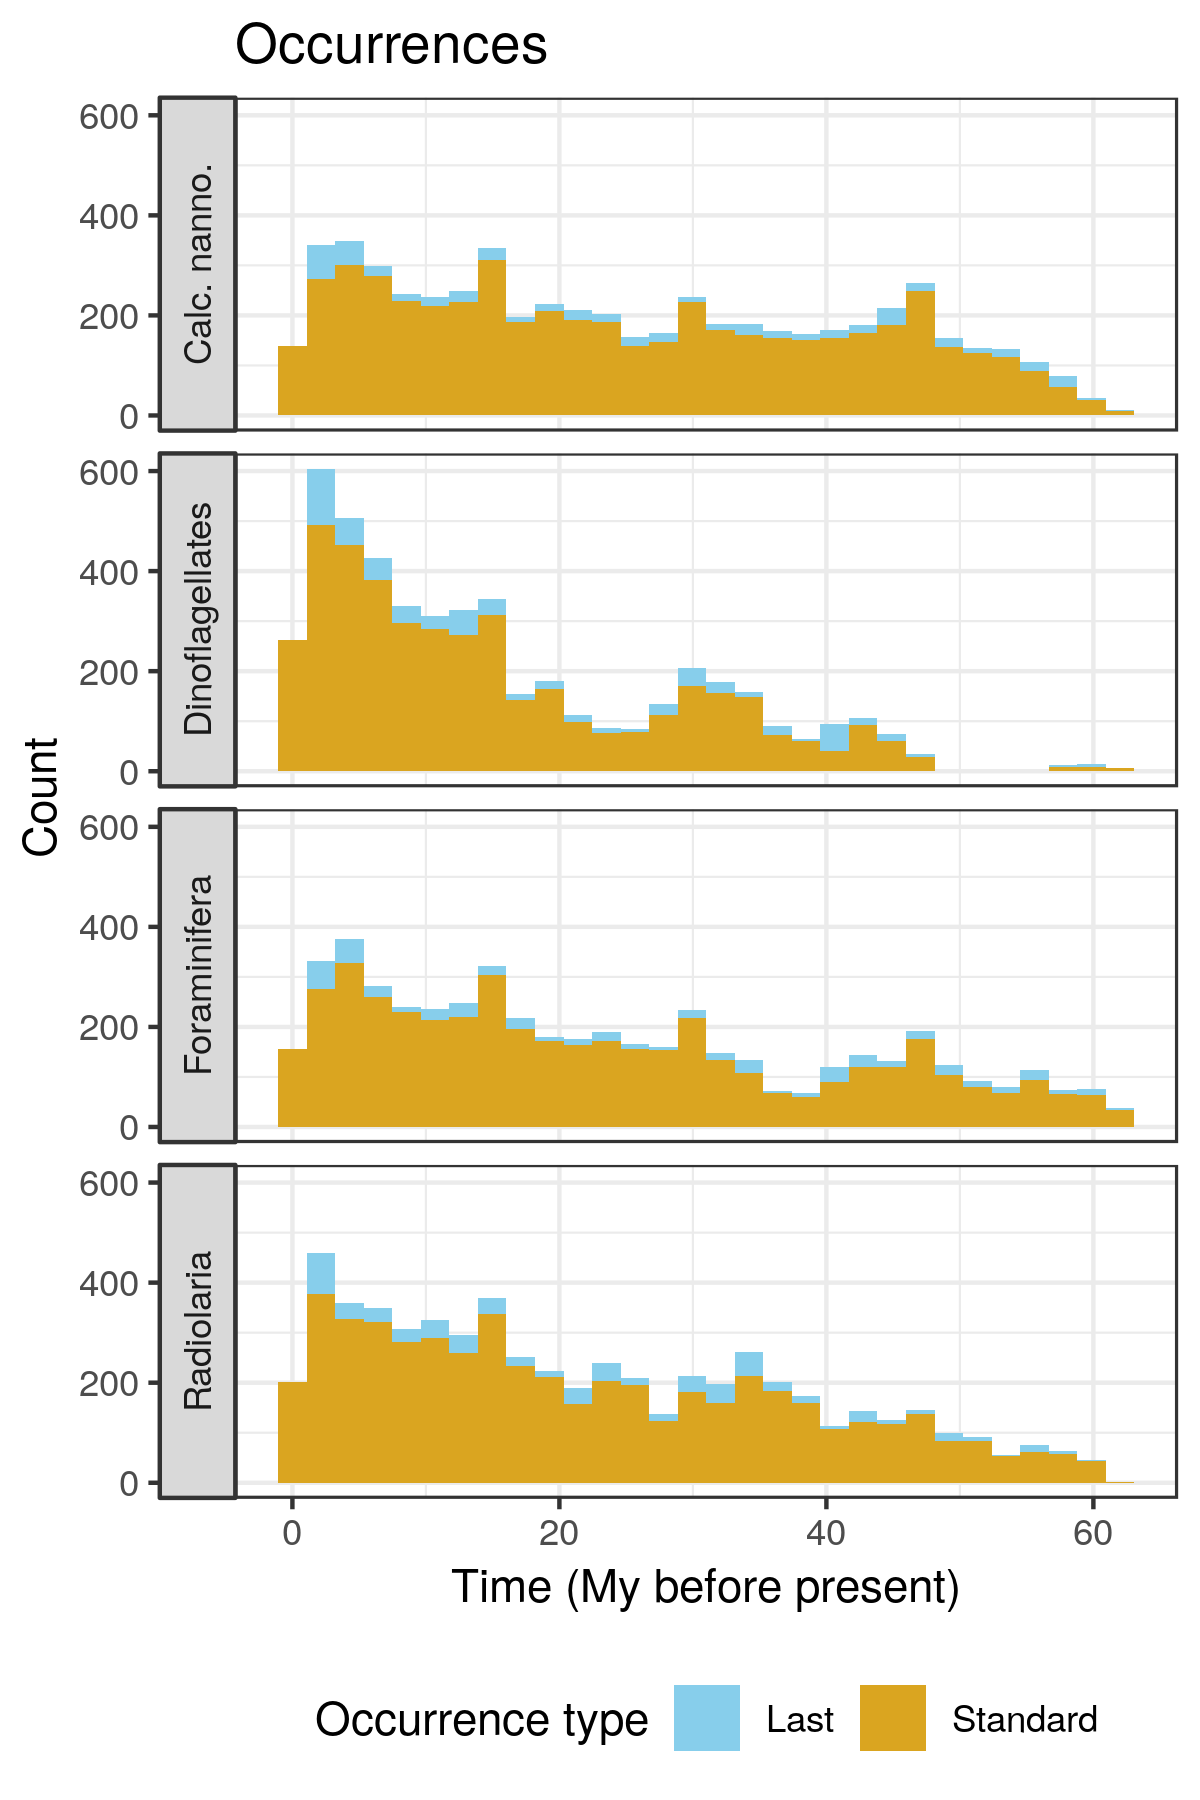 Occurrences
Count
Calc. nanno.
600
400
200
0
Dinoflagellates
600
400
200
0
Foraminifera
600
400
200
0
Radiolaria
600
400
200
0
0 20 40 60
Time (My before present)
Occurrence type Last Standard